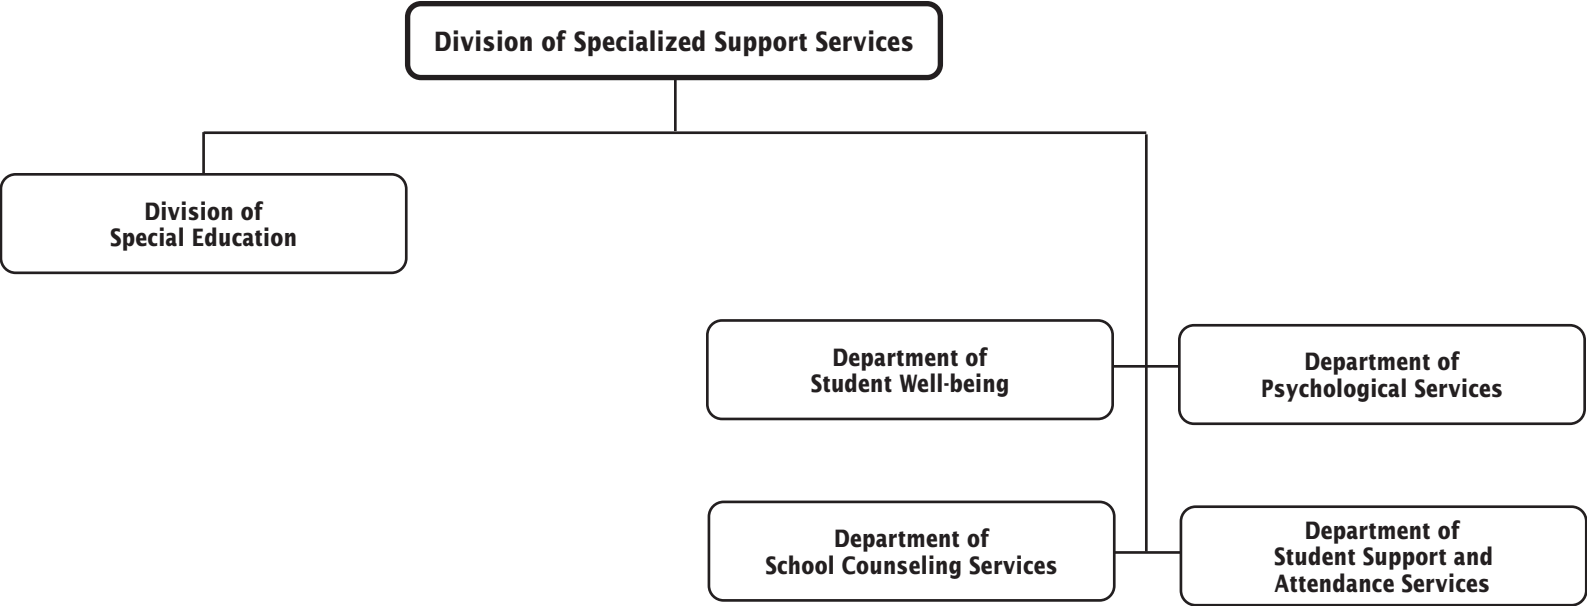 Division of Specialized Support Services
Division of
Special Education
Department of
Student Well-being
Department of
Psychological Services
Department of
School Counseling Services
Department of
Student Support and
Attendance Services